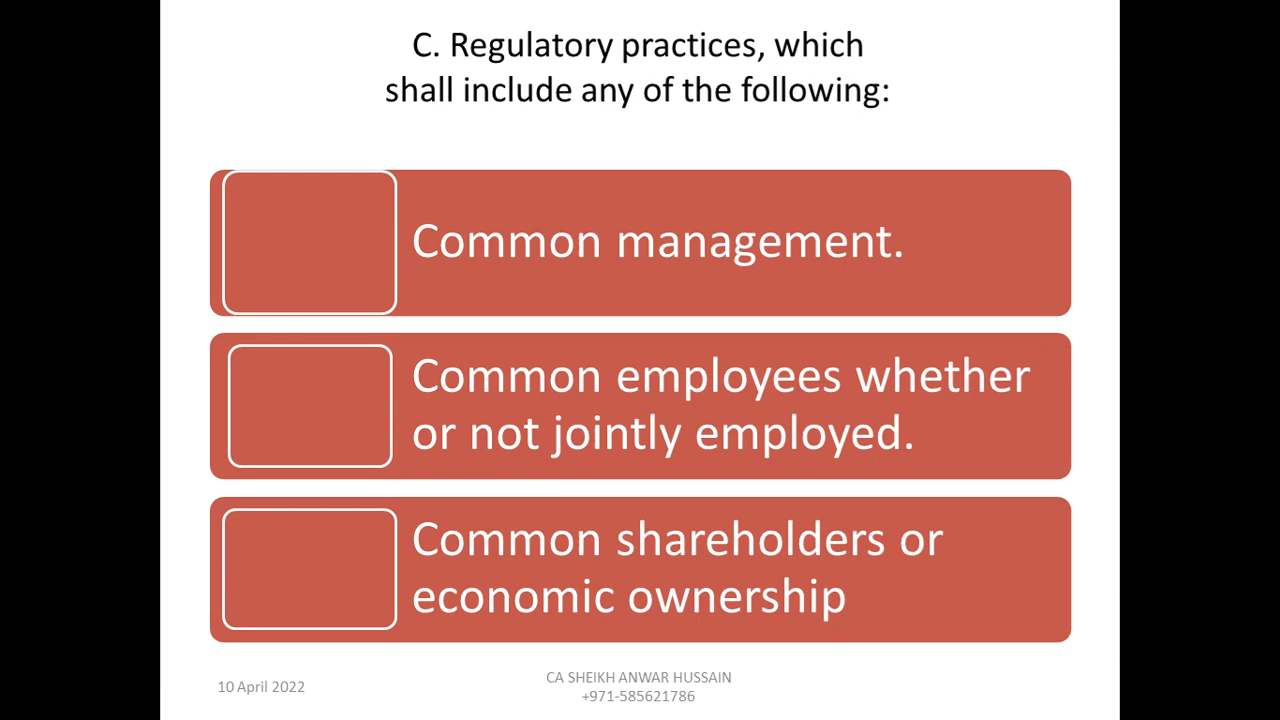 C. Regulatory practices, which
shall include any of the following:
Common management.
Common employees whether
or not jointly employed.
Common shareholders or
economic ownership
10 April 2022
CA SHEIKH ANWAR HUSSAIN
+971-585621786